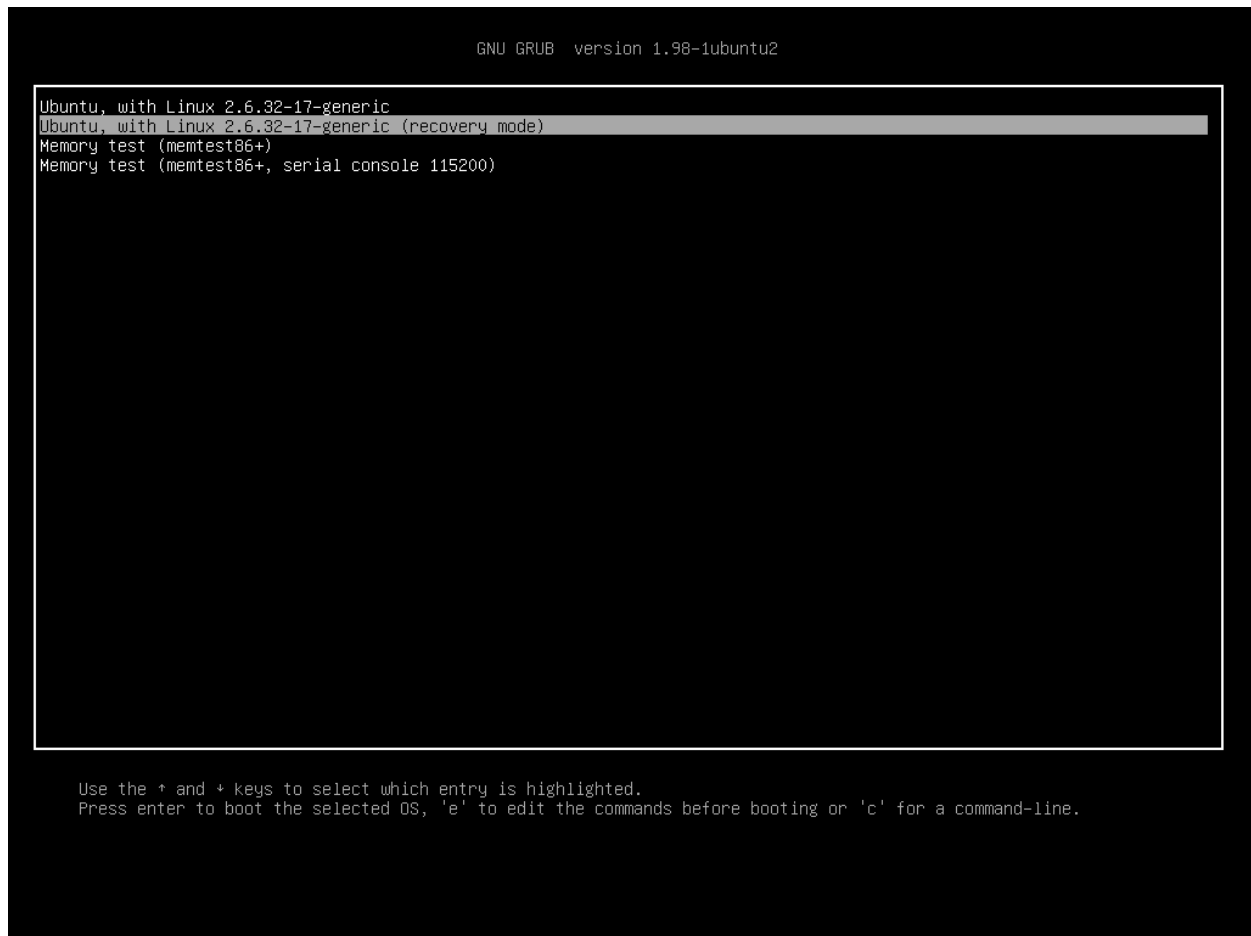 GNU GRUB  version 1.98-1ubuntu2
Ubuntu, with Linux 2.6.32-17-generic
Ubuntu, with Linux 2.6.32-17-generic (recovery mode)
Memory test (memtest86+)
Memory test (memtest86+, serial console 115200)
Use the ↑ and ↓ keys to select which entry is highlighted.
Press enter to boot the selected OS, 'e' to edit the commands before booting or 'c' for a command-line.